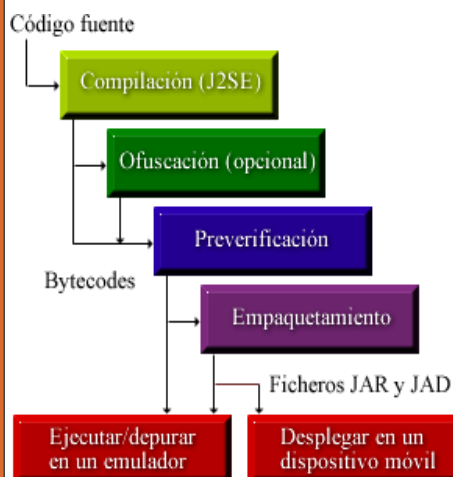 Código fuente
Compilación (J2SE)
Ofuscación (opcional)
Preverificación
Bytecodes
Empaquetamiento
Ficheros JAR y JAD
Ejecutar/depurar
en un emulador
Desplegar en un
dispositivo móvil